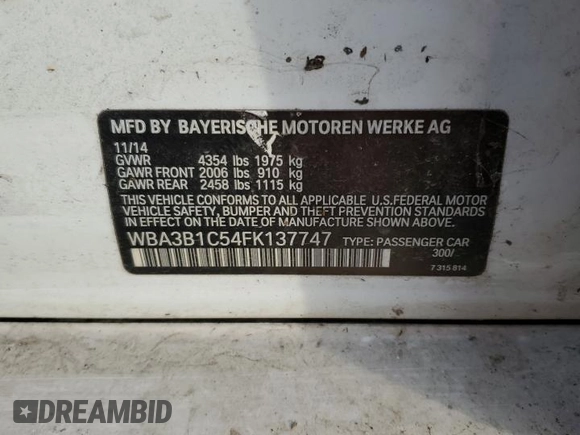 MFD BY BAYERISCHE MOTOREN WERKE AG
11/14
GVWR 4354 lbs 1975 kg
GAWR FRONT 2006 lbs 910 kg
GAWR REAR 2458 lbs 1115 kg
THIS VEHICLE CONFORMS TO ALL APPLICABLE U.S.FEDERAL MOTOR
VEHICLE SAFETY, BUMPER AND THEFT PREVENTION STANDARDS
IN EFFECT ON THE DATE OF MANUFACTURE SHOWN ABOVE.
WBA3B1C54FK137747 TYPE: PASSENGER CAR
300/
7 315 814
DREAMBID